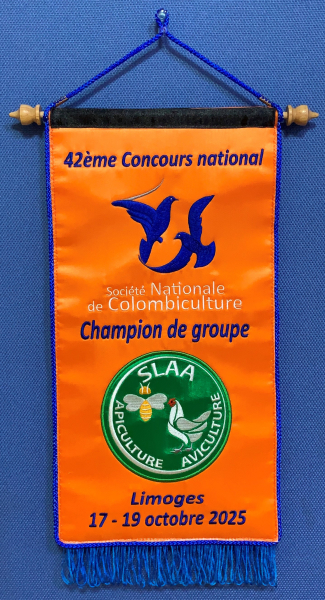 42ème Concours national
Société Nationale
de Colombiculture
Champion de groupe
SLAA
APICULTURE AVICULTURE
Limoges
17 - 19 octobre 2025